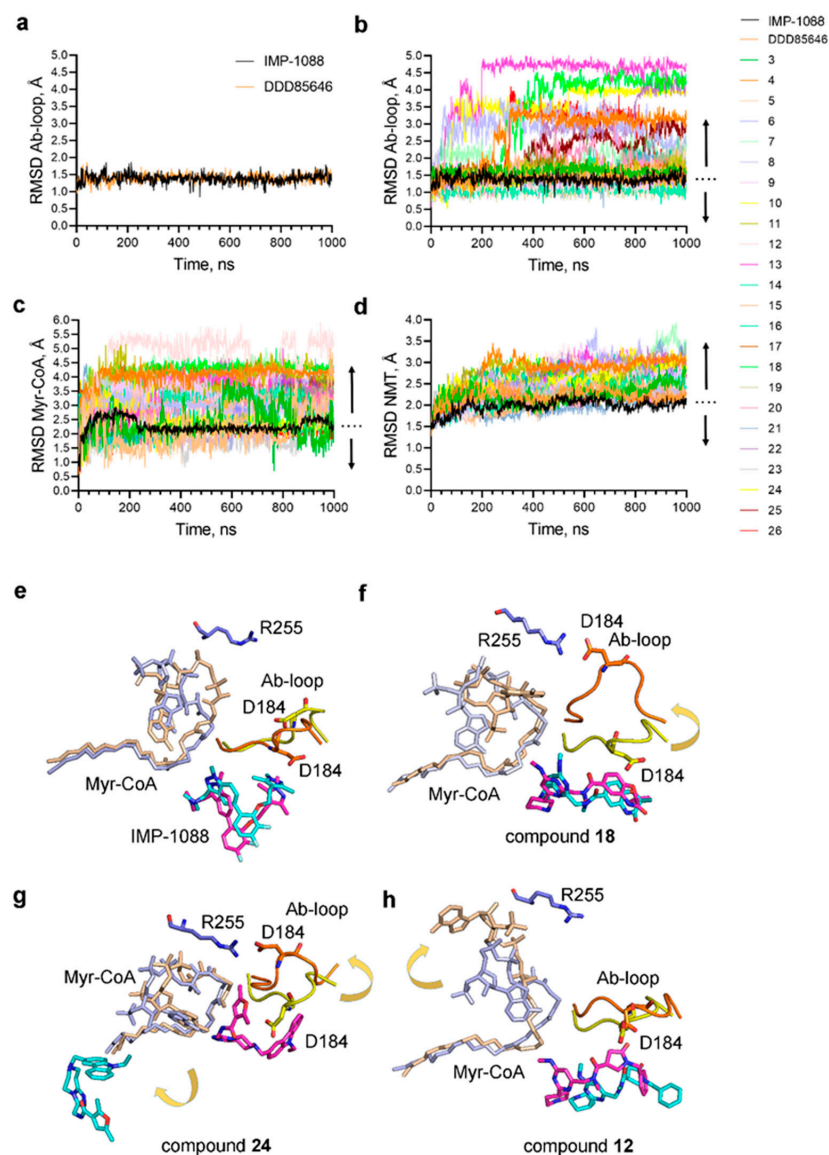 a
RMSD Ab-loop, Å
5.0
4.5
4.0
3.5
3.0
2.5
2.0
1.5
1.0
0.5
0.0
0 200 400 600 800 1000
Time, ns
IMP-1088
DDD85646
b
RMSD Ab-loop, Å
5.0
4.5
4.0
3.5
3.0
2.5
2.0
1.5
1.0
0.5
0.0
0 200 400 600 800 1000
Time, ns
IMP-1088
DDD85646
3
4
5
6
7
8
9
10
11
12
13
14
15
16
17
18
19
20
21
22
23
24
25
26
c
RMSD Myr-CoA, Å
6.0
5.5
5.0
4.5
4.0
3.5
3.0
2.5
2.0
1.5
1.0
0.5
0.0
0 200 400 600 800 1000
Time, ns
d
RMSD NMT, Å
4.0
3.5
3.0
2.5
2.0
1.5
1.0
0.5
0.0
0 200 400 600 800 1000
Time, ns
e
R255
Ab-loop
D184
D184
Myr-CoA
IMP-1088
f
D184
R255
Ab-loop
D184
Myr-CoA
compound 18
g
Ab-loop
R255
D184
Myr-CoA
D184
compound 24
h
R255
Ab-loop
D184
Myr-CoA
compound 12